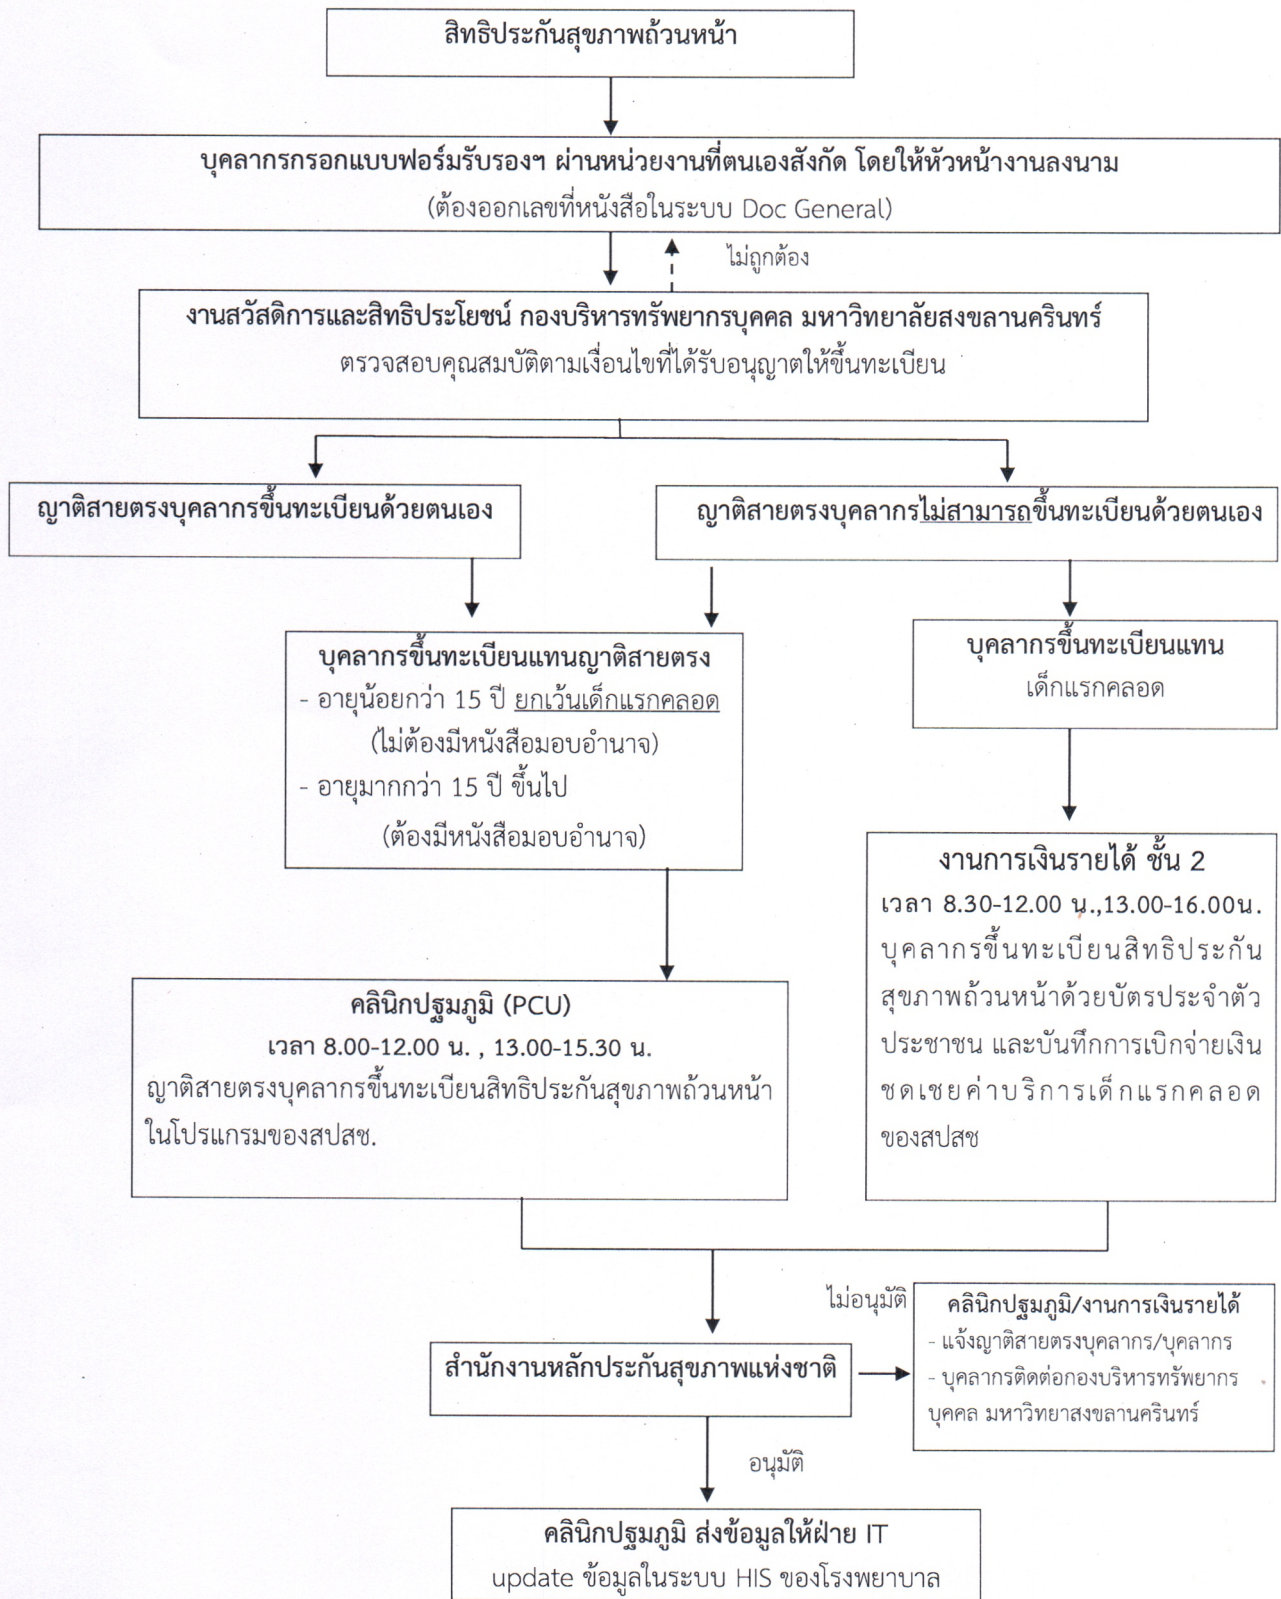 สิทธิประกันสุขภาพถ้วนหน้า
บุคลากรกรอกแบบฟอร์มรับรองฯ ผ่านหน่วยงานที่ตนเองสังกัด โดยให้หัวหน้างานลงนาม
(ต้องออกเลขที่หนังสือในระบบ Doc General)
ไม่ถูกต้อง
งานสวัสดิการและสิทธิประโยชน์ กองบริหารทรัพยากรบุคคล มหาวิทยาลัยสงขลานครินทร์
ตรวจสอบคุณสมบัติตามเงื่อนไขที่ได้รับอนุญาตให้ขึ้นทะเบียน
ญาติสายตรงบุคลากรขึ้นทะเบียนด้วยตนเอง
ญาติสายตรงบุคลากรไม่สามารถขึ้นทะเบียนด้วยตนเอง
บุคลากรขึ้นทะเบียนแทนญาติสายตรง
- อายุน้อยกว่า 15 ปี ยกเว้นเด็กแรกคลอด
(ไม่ต้องมีหนังสือมอบอำนาจ)
- อายุมากกว่า 15 ปี ขึ้นไป
(ต้องมีหนังสือมอบอำนาจ)
บุคลากรขึ้นทะเบียนแทน
เด็กแรกคลอด
งานการเงินรายได้ ชั้น 2
เวลา 8.30-12.00 น.,13.00-16.00น.
บุคลากรขึ้นทะเบียนสิทธิประกัน
สุขภาพถ้วนหน้าด้วยบัตรประจำตัว
ประชาชน และบันทึกการเบิกจ่ายเงิน
ชดเชยค่าบริการเด็กแรกคลอด
ของสปสช
คลินิกปฐมภูมิ (PCU)
เวลา 8.00-12.00 น. , 13.00-15.30 น.
ญาติสายตรงบุคลากรขึ้นทะเบียนสิทธิประกันสุขภาพถ้วนหน้า
ในโปรแกรมของสปสช.
ไม่อนุมัติ
สำนักงานหลักประกันสุขภาพแห่งชาติ
คลินิกปฐมภูมิ/งานการเงินรายได้
- แจ้งญาติสายตรงบุคลากร/บุคลากร
- บุคลากรติดต่อกองบริหารทรัพยากร
บุคคล มหาวิทยาสงขลานครินทร์
อนุมัติ
คลินิกปฐมภูมิ ส่งข้อมูลให้ฝ่าย IT
update ข้อมูลในระบบ HIS ของโรงพยาบาล